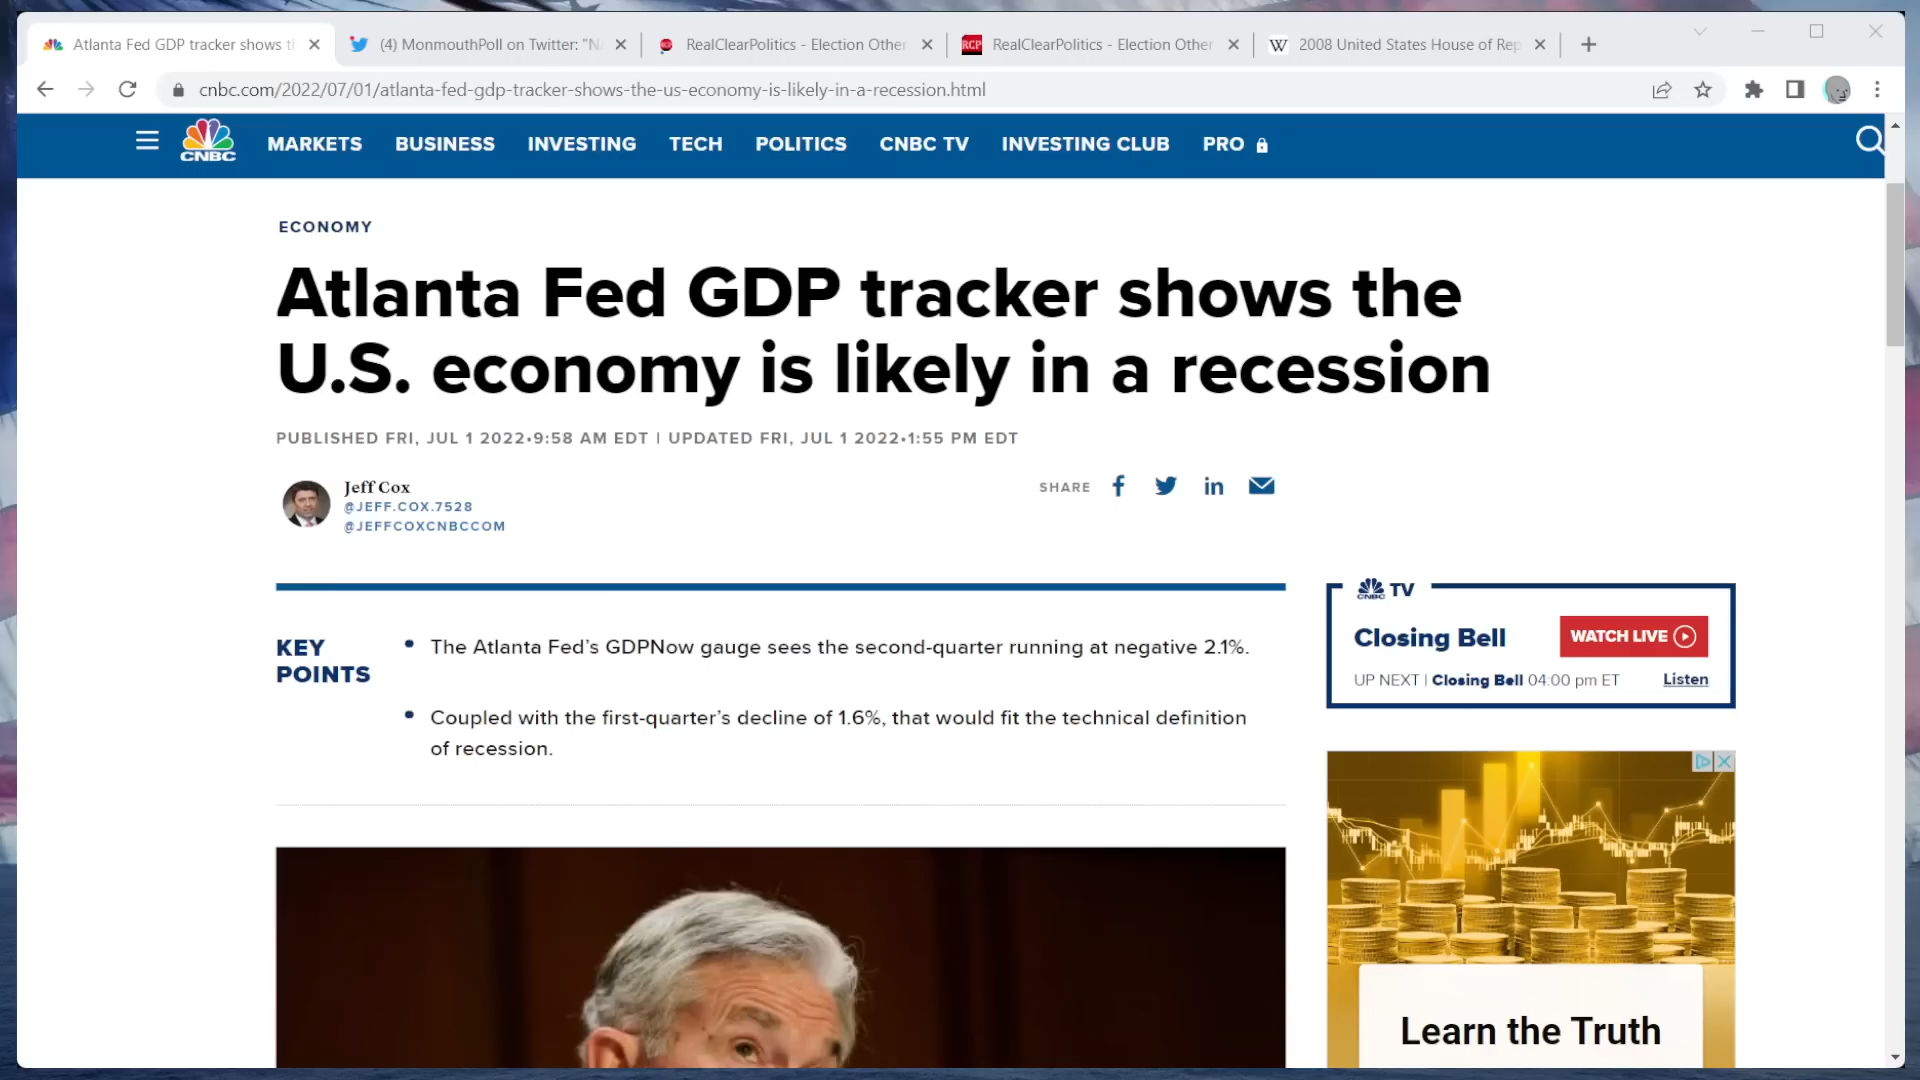 Atlanta Fed GDP tracker shows th
(4) MonmouthPoll on Twitter: "N
RealClearPolitics - Election Other
RealClearPolitics - Election Other
2008 United States House of Rep
cnbc.com/2022/07/01/atlanta-fed-gdp-tracker-shows-the-us-economy-is-likely-in-a-recession.html
CNBC
MARKETS BUSINESS INVESTING TECH POLITICS CNBC TV INVESTING CLUB PRO
ECONOMY
Atlanta Fed GDP tracker shows the
U.S. economy is likely in a recession
PUBLISHED FRI, JUL 1 2022•9:58 AM EDT | UPDATED FRI, JUL 1 2022•1:55 PM EDT
Jeff Cox
@JEFF.COX.7528
@JEFFCOXCNBCCOM
SHARE
KEY
POINTS
• The Atlanta Fed's GDPNow gauge sees the second-quarter running at negative 2.1%.
• Coupled with the first-quarter's decline of 1.6%, that would fit the technical definition
of recession.
CNBC TV
Closing Bell
WATCH LIVE
UP NEXT | Closing Bell 04:00 pm ET
Listen
Learn the Truth